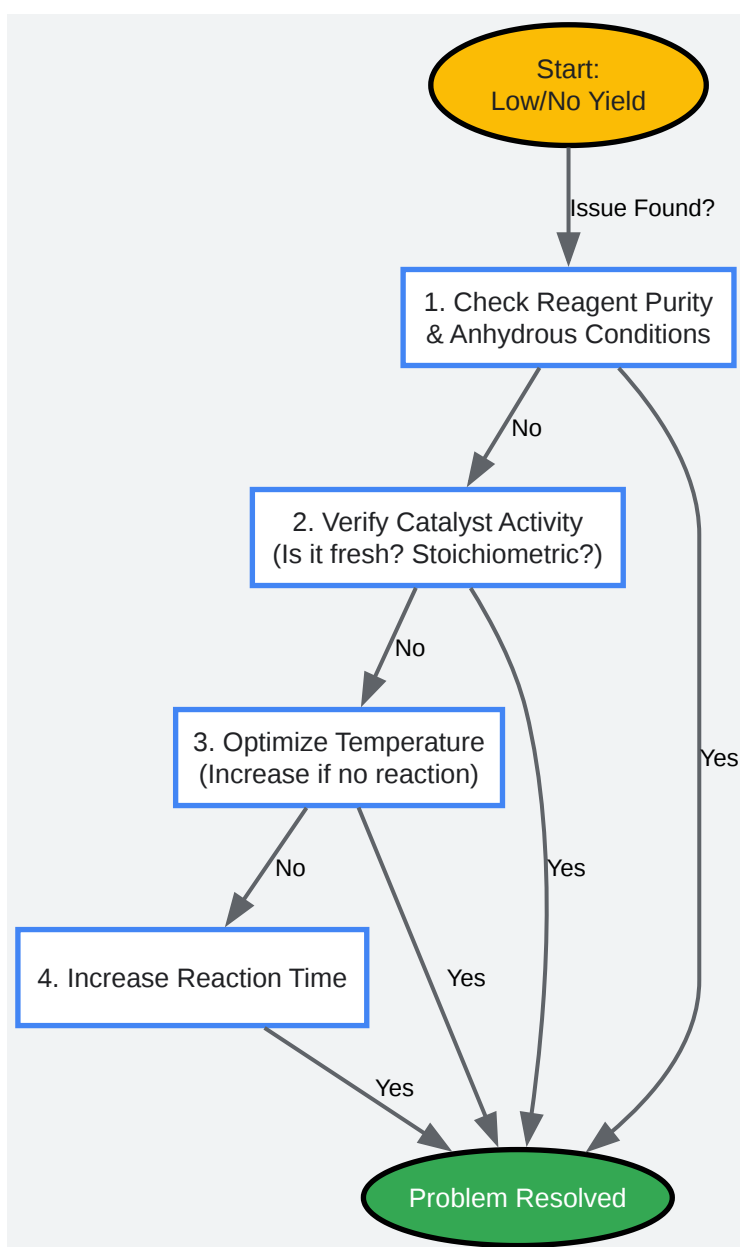 Start:
Low/No Yield
Issue Found?
1. Check Reagent Purity
& Anhydrous Conditions
No
2. Verify Catalyst Activity
(Is it fresh? Stoichiometric?)
No
3. Optimize Temperature
(Increase if no reaction)
Yes
No
Yes
4. Increase Reaction Time
Yes
Yes
Problem Resolved